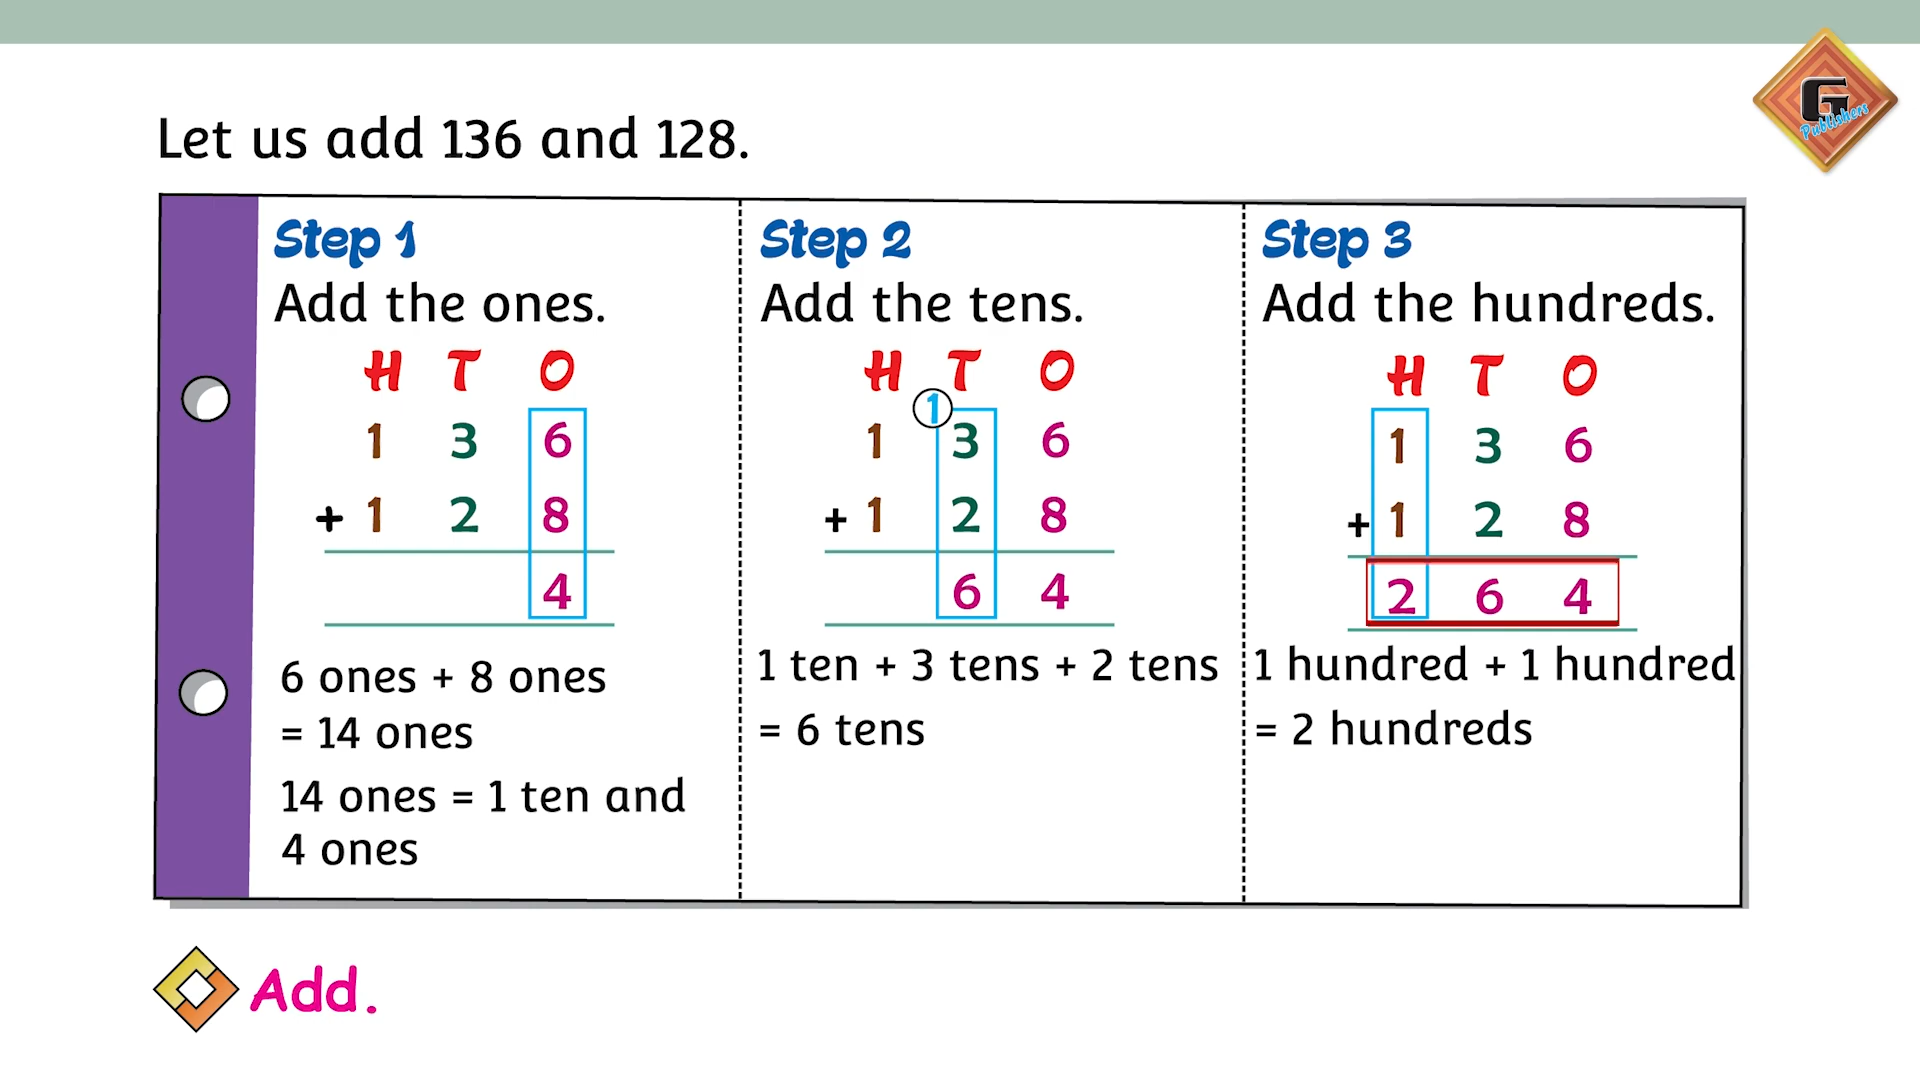 G
Publishers
Let us add 136 and 128.
Step 1
Add the ones.
H T O
1 3 6
+ 1 2 8
4
6 ones + 8 ones
= 14 ones
14 ones = 1 ten and
4 ones
Step 2
Add the tens.
H T O
1
1 3 6
+ 1 2 8
6 4
1 ten + 3 tens + 2 tens
= 6 tens
Step 3
Add the hundreds.
H T O
1 3 6
+ 1 2 8
2 6 4
1 hundred + 1 hundred
= 2 hundreds
Add.